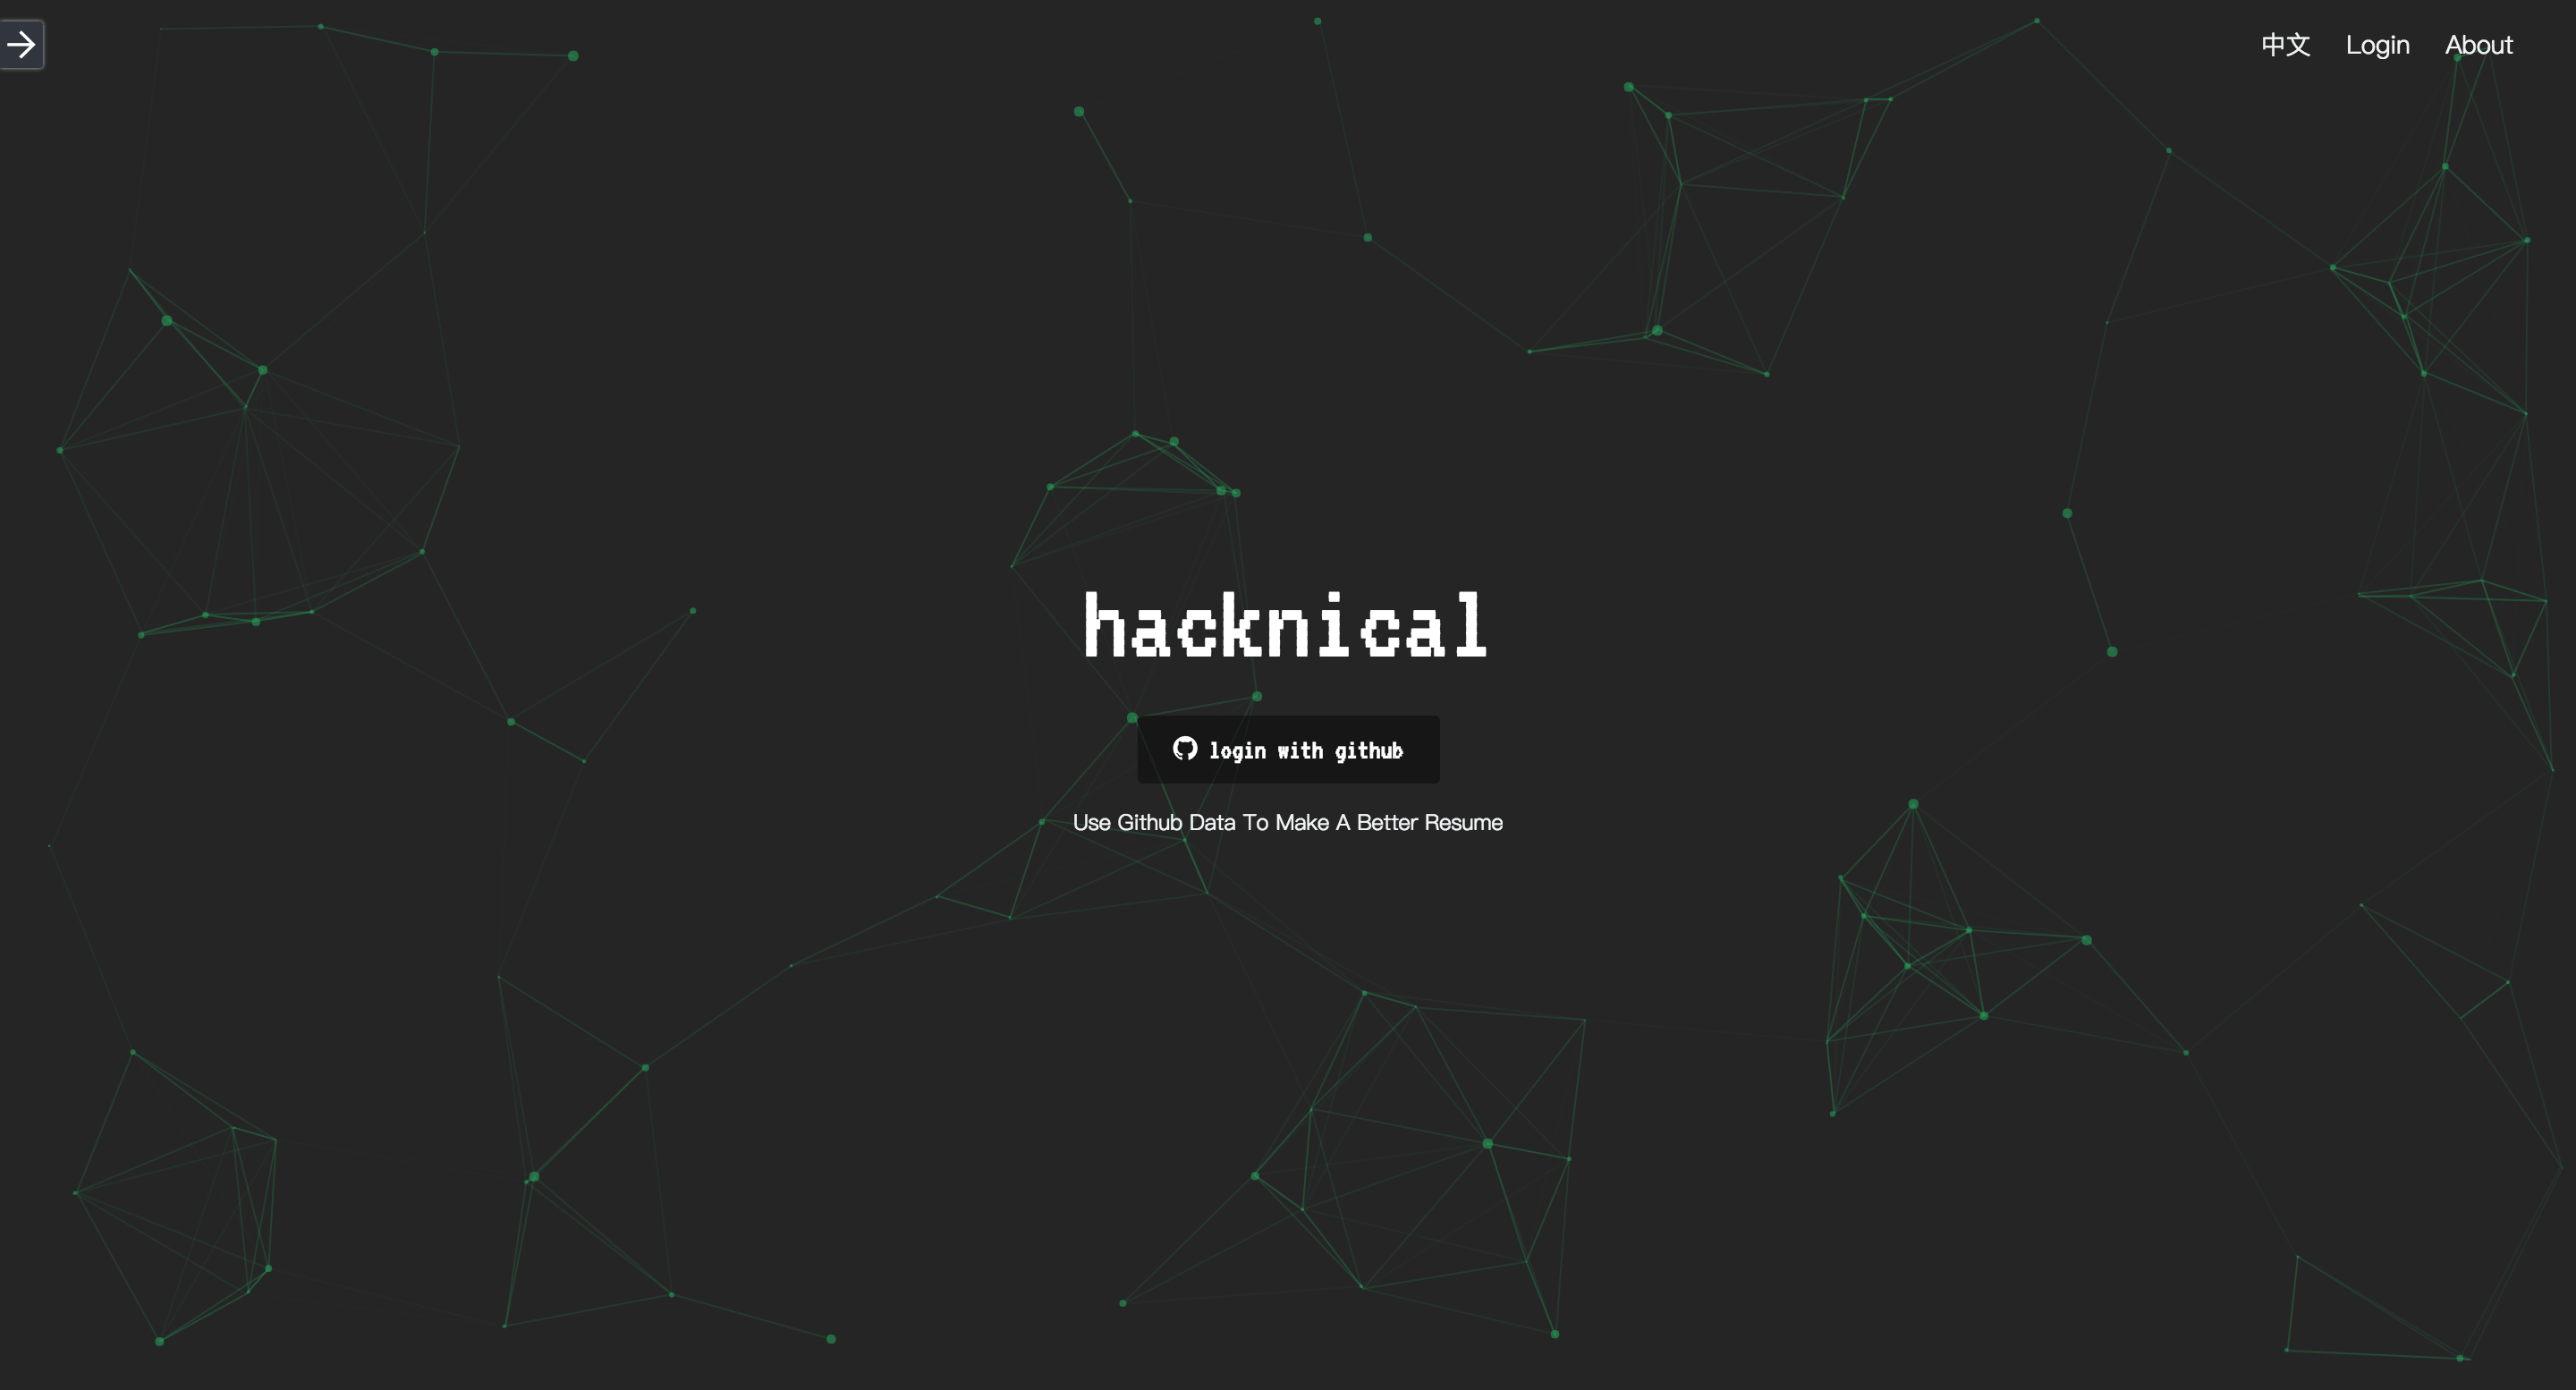 中文 Login About
hacknical
login with github
Use Github Data To Make A Better Resume